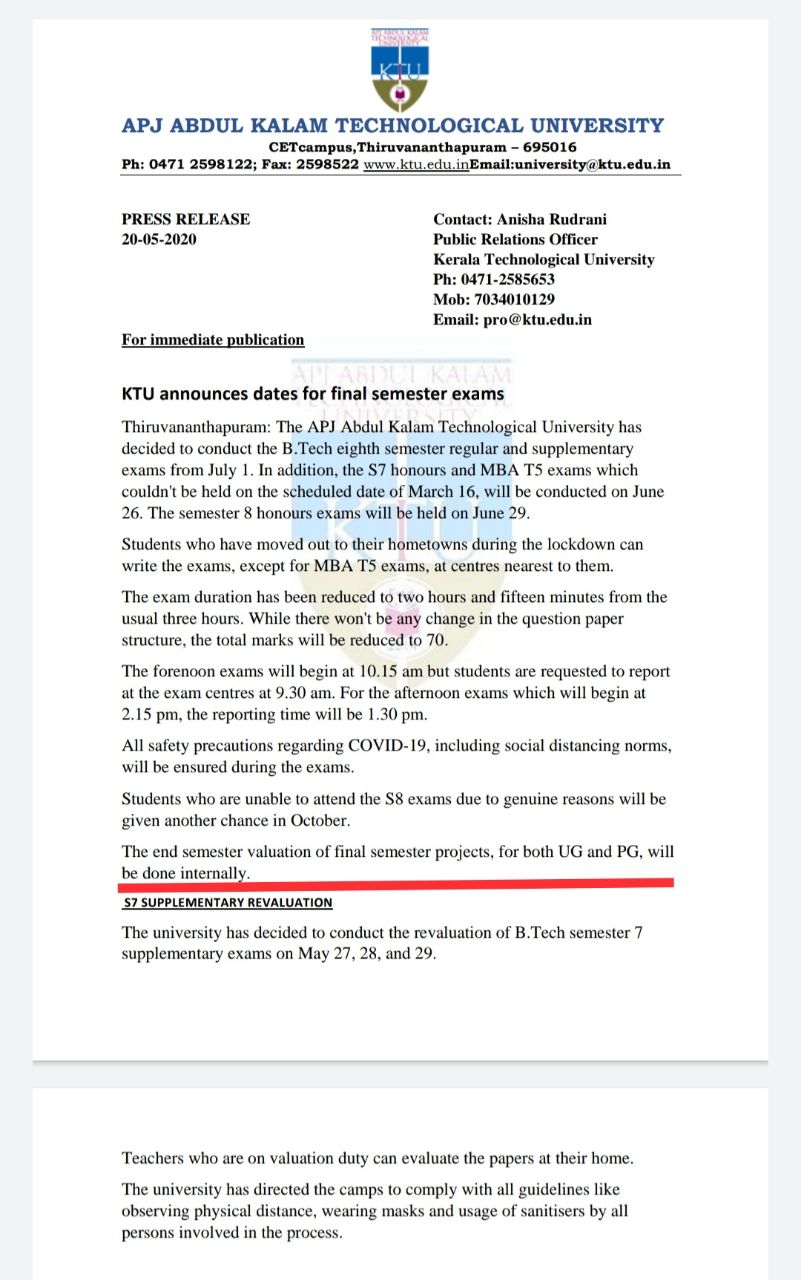 APJ ABDUL KALAM
TECHNOLOGICAL
UNIVERSITY
KTU
APJ ABDUL KALAM TECHNOLOGICAL UNIVERSITY
CETcampus,Thiruvananthapuram – 695016
Ph: 0471 2598122; Fax: 2598522 www.ktu.edu.inEmail:university@ktu.edu.in
PRESS RELEASE
20-05-2020
Contact: Anisha Rudrani
Public Relations Officer
Kerala Technological University
Ph: 0471-2585653
Mob: 7034010129
Email: pro@ktu.edu.in
For immediate publication
APJ ABDUL KALAM
UNIVERSITY
KTU
KTU announces dates for final semester exams
Thiruvananthapuram: The APJ Abdul Kalam Technological University has
decided to conduct the B.Tech eighth semester regular and supplementary
exams from July 1. In addition, the S7 honours and MBA T5 exams which
couldn't be held on the scheduled date of March 16, will be conducted on June
26. The semester 8 honours exams will be held on June 29.
Students who have moved out to their hometowns during the lockdown can
write the exams, except for MBA T5 exams, at centres nearest to them.
The exam duration has been reduced to two hours and fifteen minutes from the
usual three hours. While there won't be any change in the question paper
structure, the total marks will be reduced to 70.
The forenoon exams will begin at 10.15 am but students are requested to report
at the exam centres at 9.30 am. For the afternoon exams which will begin at
2.15 pm, the reporting time will be 1.30 pm.
All safety precautions regarding COVID-19, including social distancing norms,
will be ensured during the exams.
Students who are unable to attend the S8 exams due to genuine reasons will be
given another chance in October.
The end semester valuation of final semester projects, for both UG and PG, will
be done internally.
S7 SUPPLEMENTARY REVALUATION
The university has decided to conduct the revaluation of B.Tech semester 7
supplementary exams on May 27, 28, and 29.
Teachers who are on valuation duty can evaluate the papers at their home.
The university has directed the camps to comply with all guidelines like
observing physical distance, wearing masks and usage of sanitisers by all
persons involved in the process.